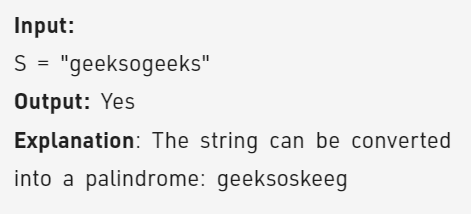 Input:
S = "geeksogeeks"
Output: Yes
Explanation: The string can be converted
into a palindrome: geeksoskeeg